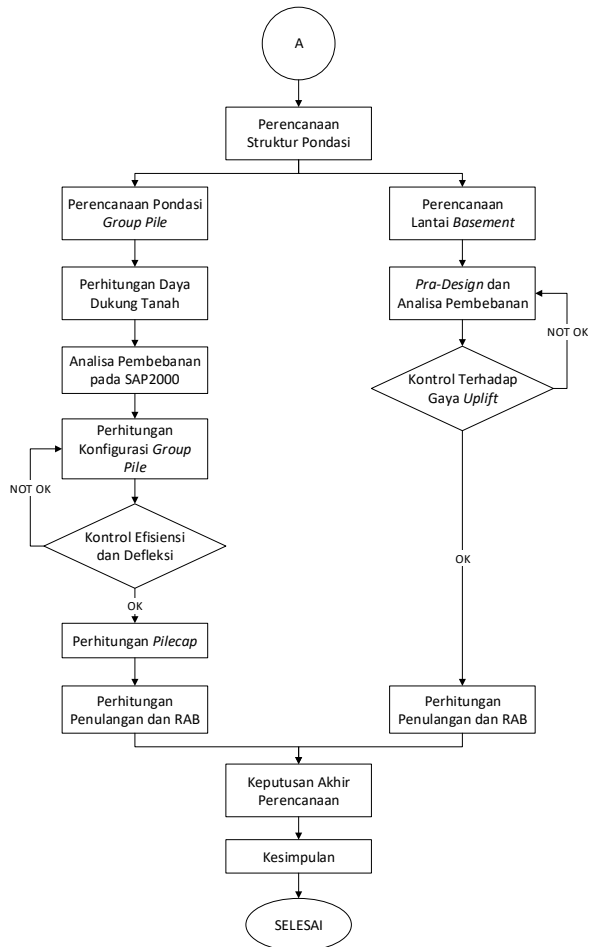 A
Perencanaan
Struktur Pondasi
Perencanaan Pondasi
Group Pile
Perhitungan Daya
Dukung Tanah
Analisa Pembebanan
pada SAP2000
Perhitungan
Konfigurasi Group
Pile
NOT OK
Kontrol Efisiensi
dan Defleksi
OK
Perhitungan Pilecap
Perhitungan
Penulangan dan RAB
Perencanaan
Lantai Basement
Pra-Design dan
Analisa Pembebanan
NOT OK
Kontrol Terhadap
Gaya Uplift
OK
Perhitungan
Penulangan dan RAB
Keputusan Akhir
Perencanaan
Kesimpulan
SELESAI